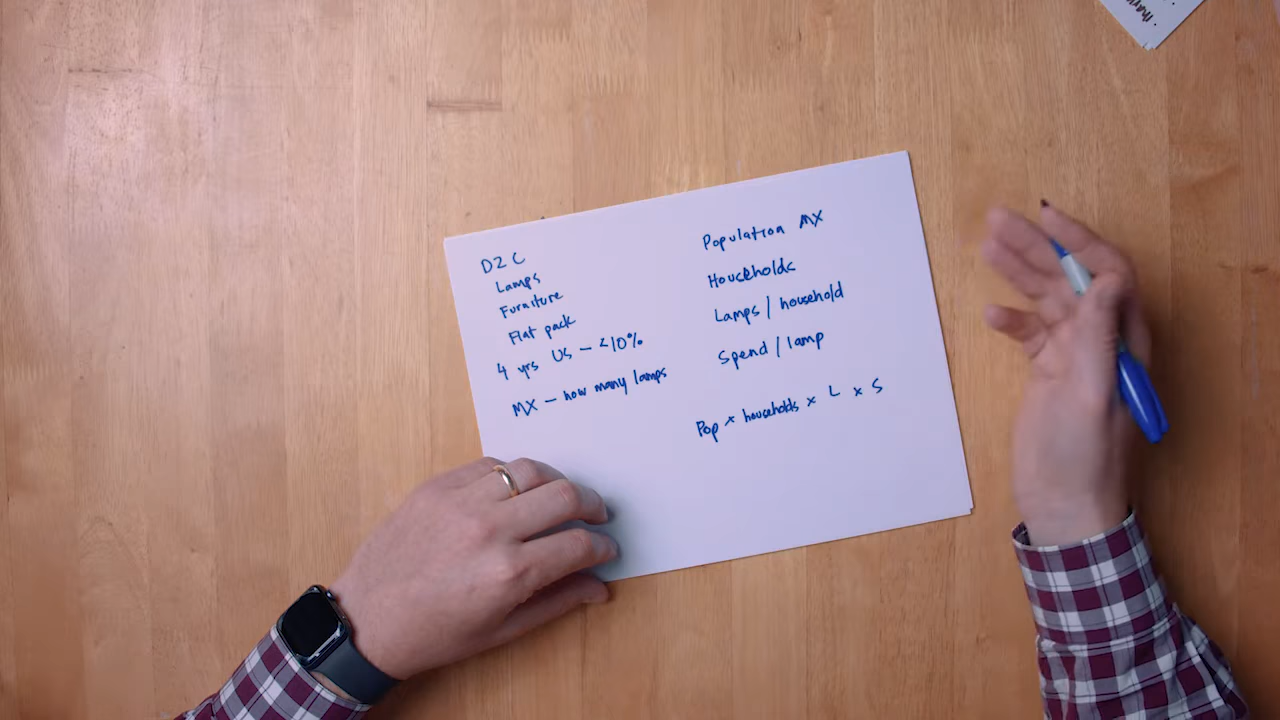 D2C
Lamps
Furniture
Flat pack
4 yrs US - <10%
MX - how many lamps
Population MX
Households
Lamps / household
Spend / lamp
Pop × households × L × S